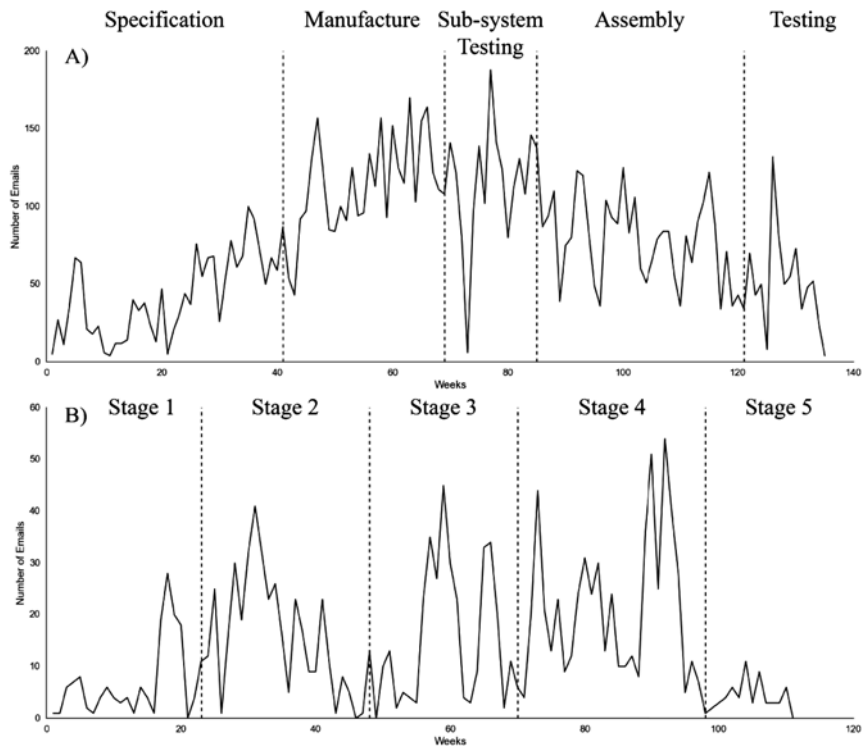 Specification Manufacture Sub-system Testing Assembly Testing
A)
200
150
100
50
0
Number of Emails
0 20 40 60 80 100 120 140
Weeks
B) Stage 1 Stage 2 Stage 3 Stage 4 Stage 5
60
50
40
30
20
10
0
Number of Emails
0 20 40 60 80 100 120
Weeks